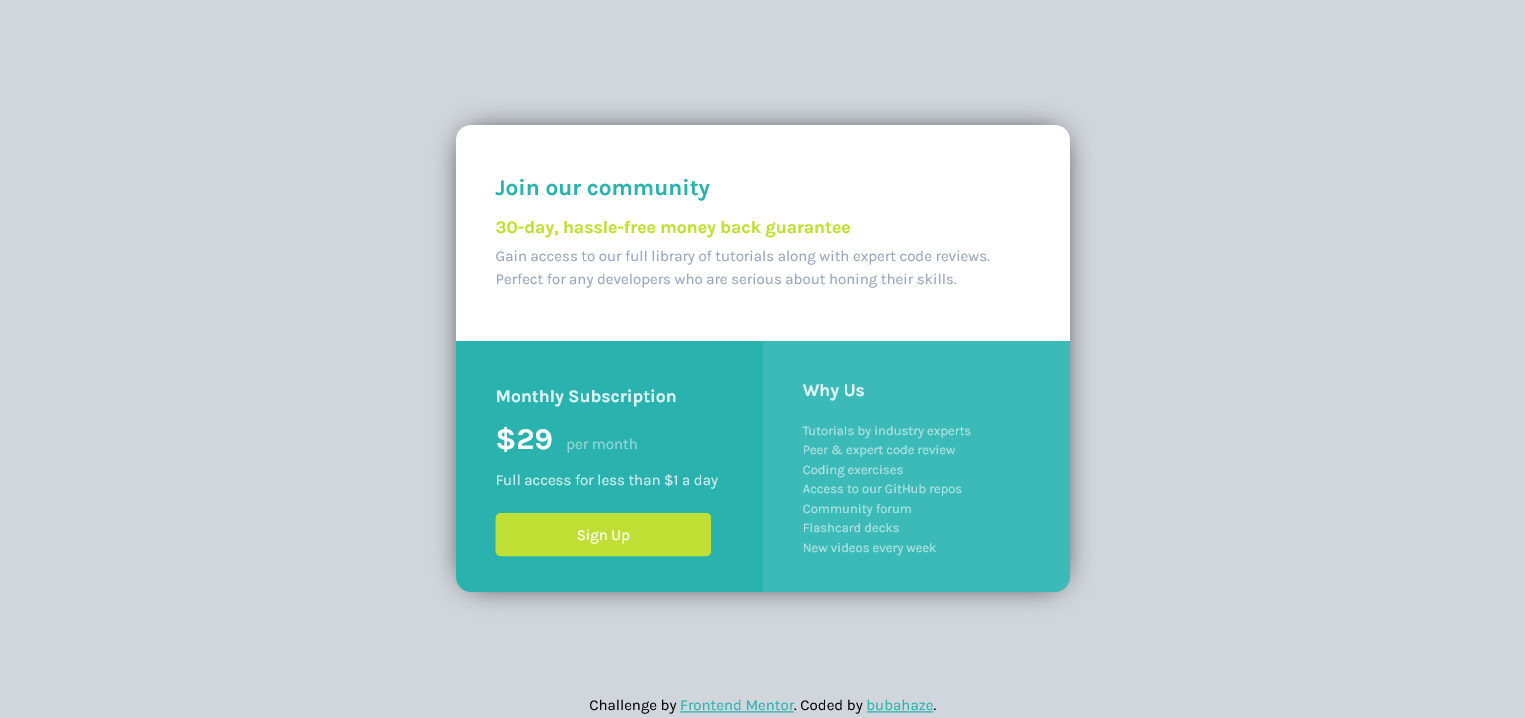 Join our community
30-day, hassle-free money back guarantee
Gain access to our full library of tutorials along with expert code reviews.
Perfect for any developers who are serious about honing their skills.
Monthly Subscription
$29 per month
Full access for less than $1 a day
Sign Up
Why Us
Tutorials by industry experts
Peer & expert code review
Coding exercises
Access to our GitHub repos
Community forum
Flashcard decks
New videos every week
Challenge by Frontend Mentor. Coded by bubahaze.